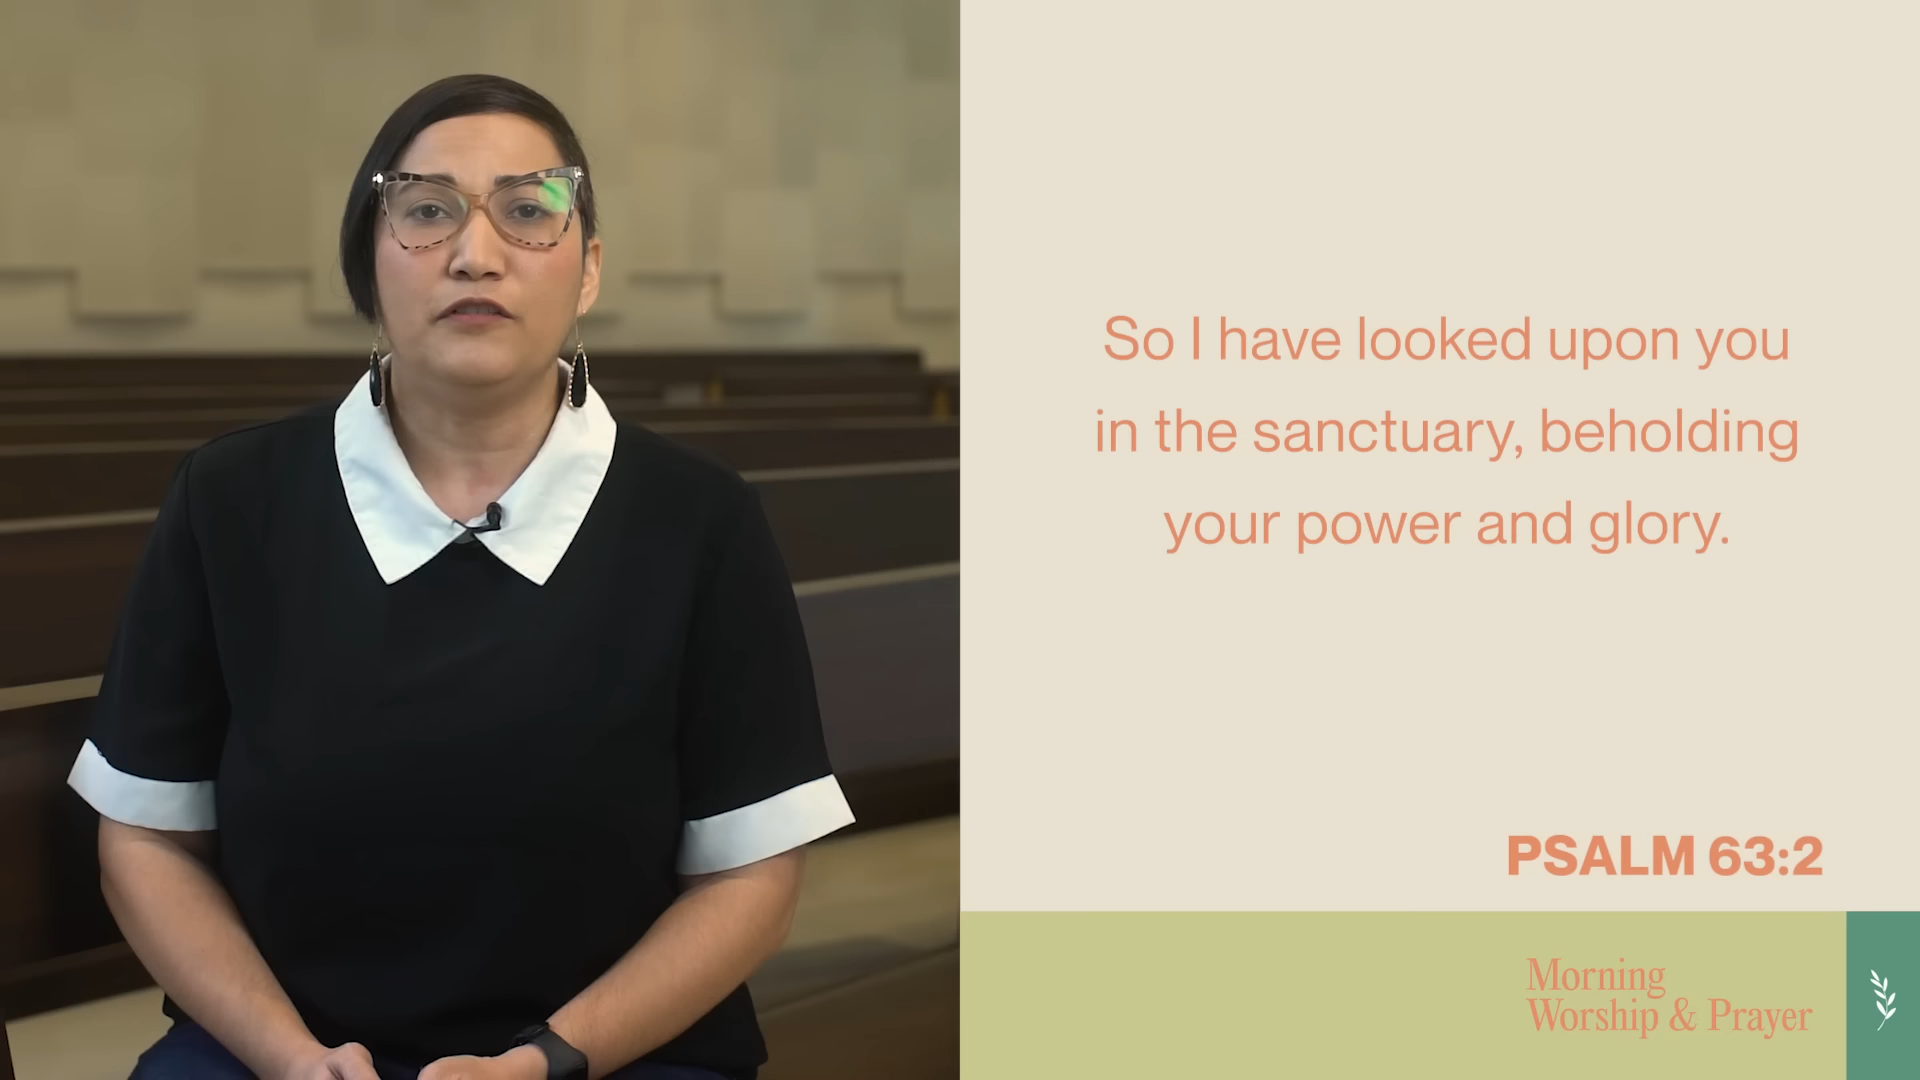 So I have looked upon you
in the sanctuary, beholding
your power and glory.
PSALM 63:2
Morning
Worship & Prayer